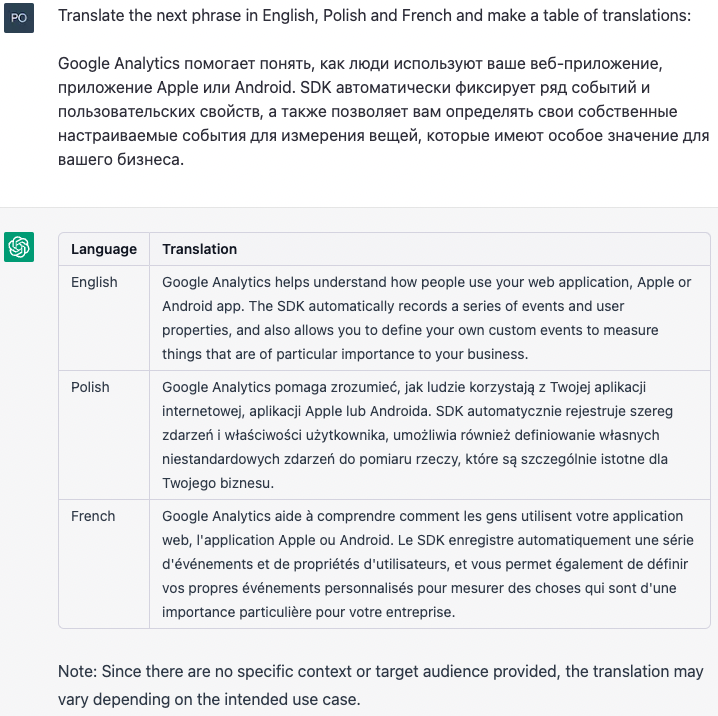 PO
Translate the next phrase in English, Polish and French and make a table of translations:
Google Analytics помогает понять, как люди используют ваше веб-приложение,
приложение Apple или Android. SDK автоматически фиксирует ряд событий и
пользовательских свойств, а также позволяет вам определять свои собственные
настраиваемые события для измерения вещей, которые имеют особое значение для
вашего бизнеса.
Language Translation
English Google Analytics helps understand how people use your web application, Apple or
Android app. The SDK automatically records a series of events and user
properties, and also allows you to define your own custom events to measure
things that are of particular importance to your business.
Polish Google Analytics pomaga zrozumieć, jak ludzie korzystają z Twojej aplikacji
internetowej, aplikacji Apple lub Androida. SDK automatycznie rejestruje szereg
zdarzeń i właściwości użytkownika, umożliwia również definiowanie własnych
niestandardowych zdarzeń do pomiaru rzeczy, które są szczególnie istotne dla
Twojego biznesu.
French Google Analytics aide à comprendre comment les gens utilisent votre application
web, l'application Apple ou Android. Le SDK enregistre automatiquement une série
d'événements et de propriétés d'utilisateurs, et vous permet également de définir
vos propres événements personnalisés pour mesurer des choses qui sont d'une
importance particulière pour votre entreprise.
Note: Since there are no specific context or target audience provided, the translation may
vary depending on the intended use case.